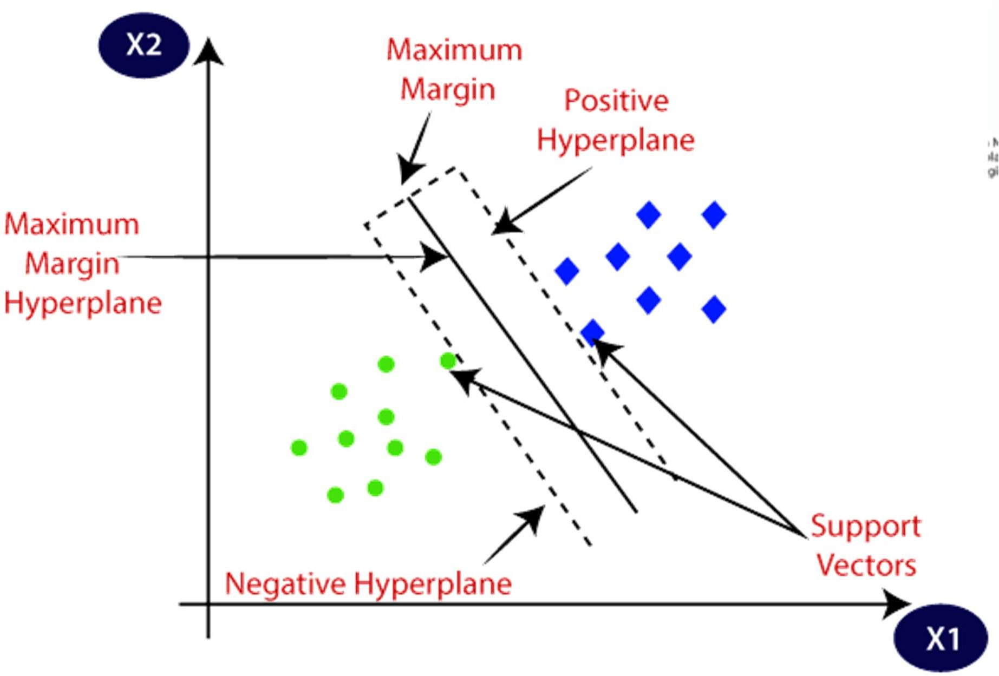 X2
Maximum
Margin
Positive
Hyperplane
Maximum
Margin
Hyperplane
Support
Vectors
Negative Hyperplane
X1